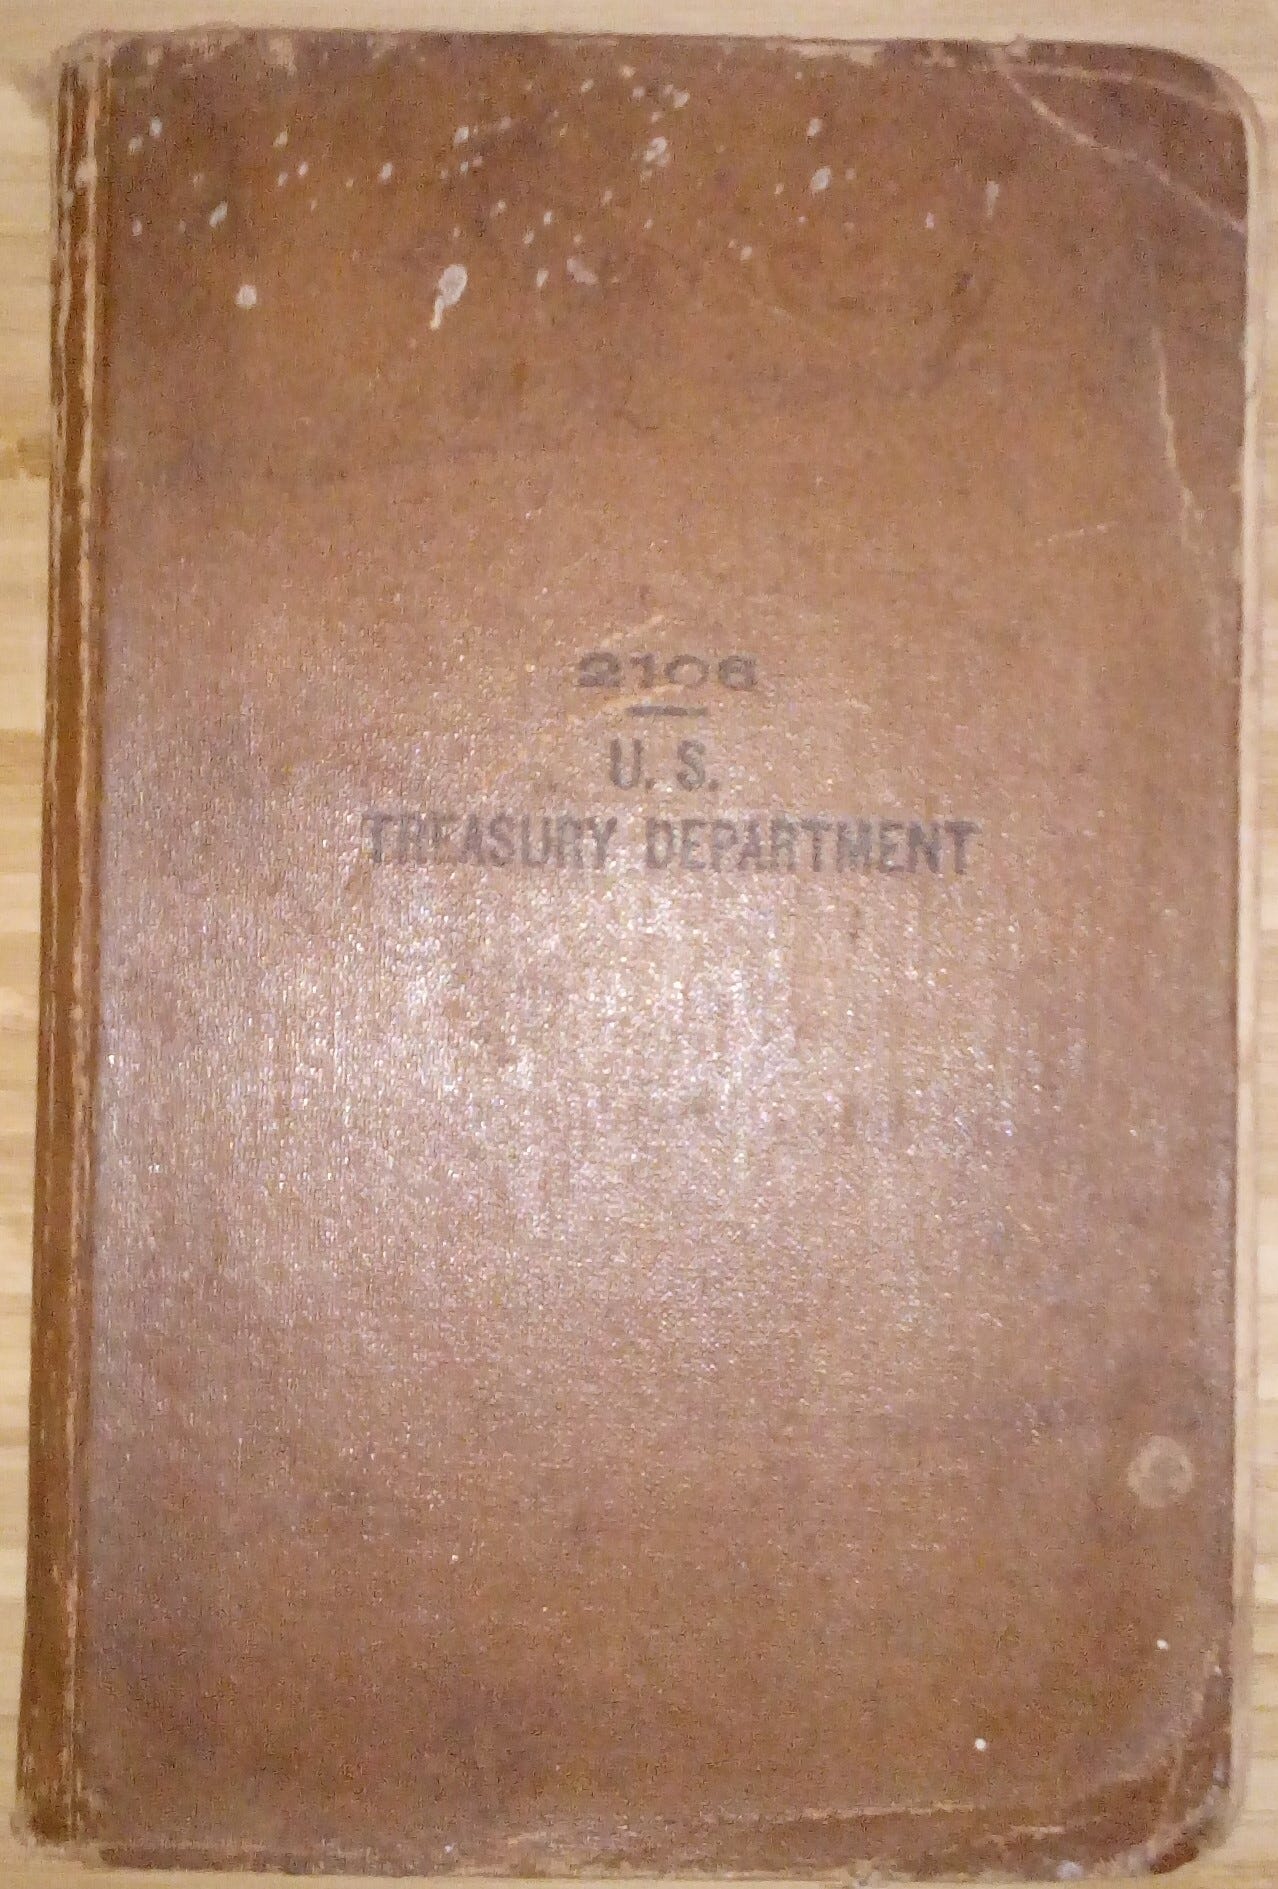 2106
U. S.
TREASURY DEPARTMENT